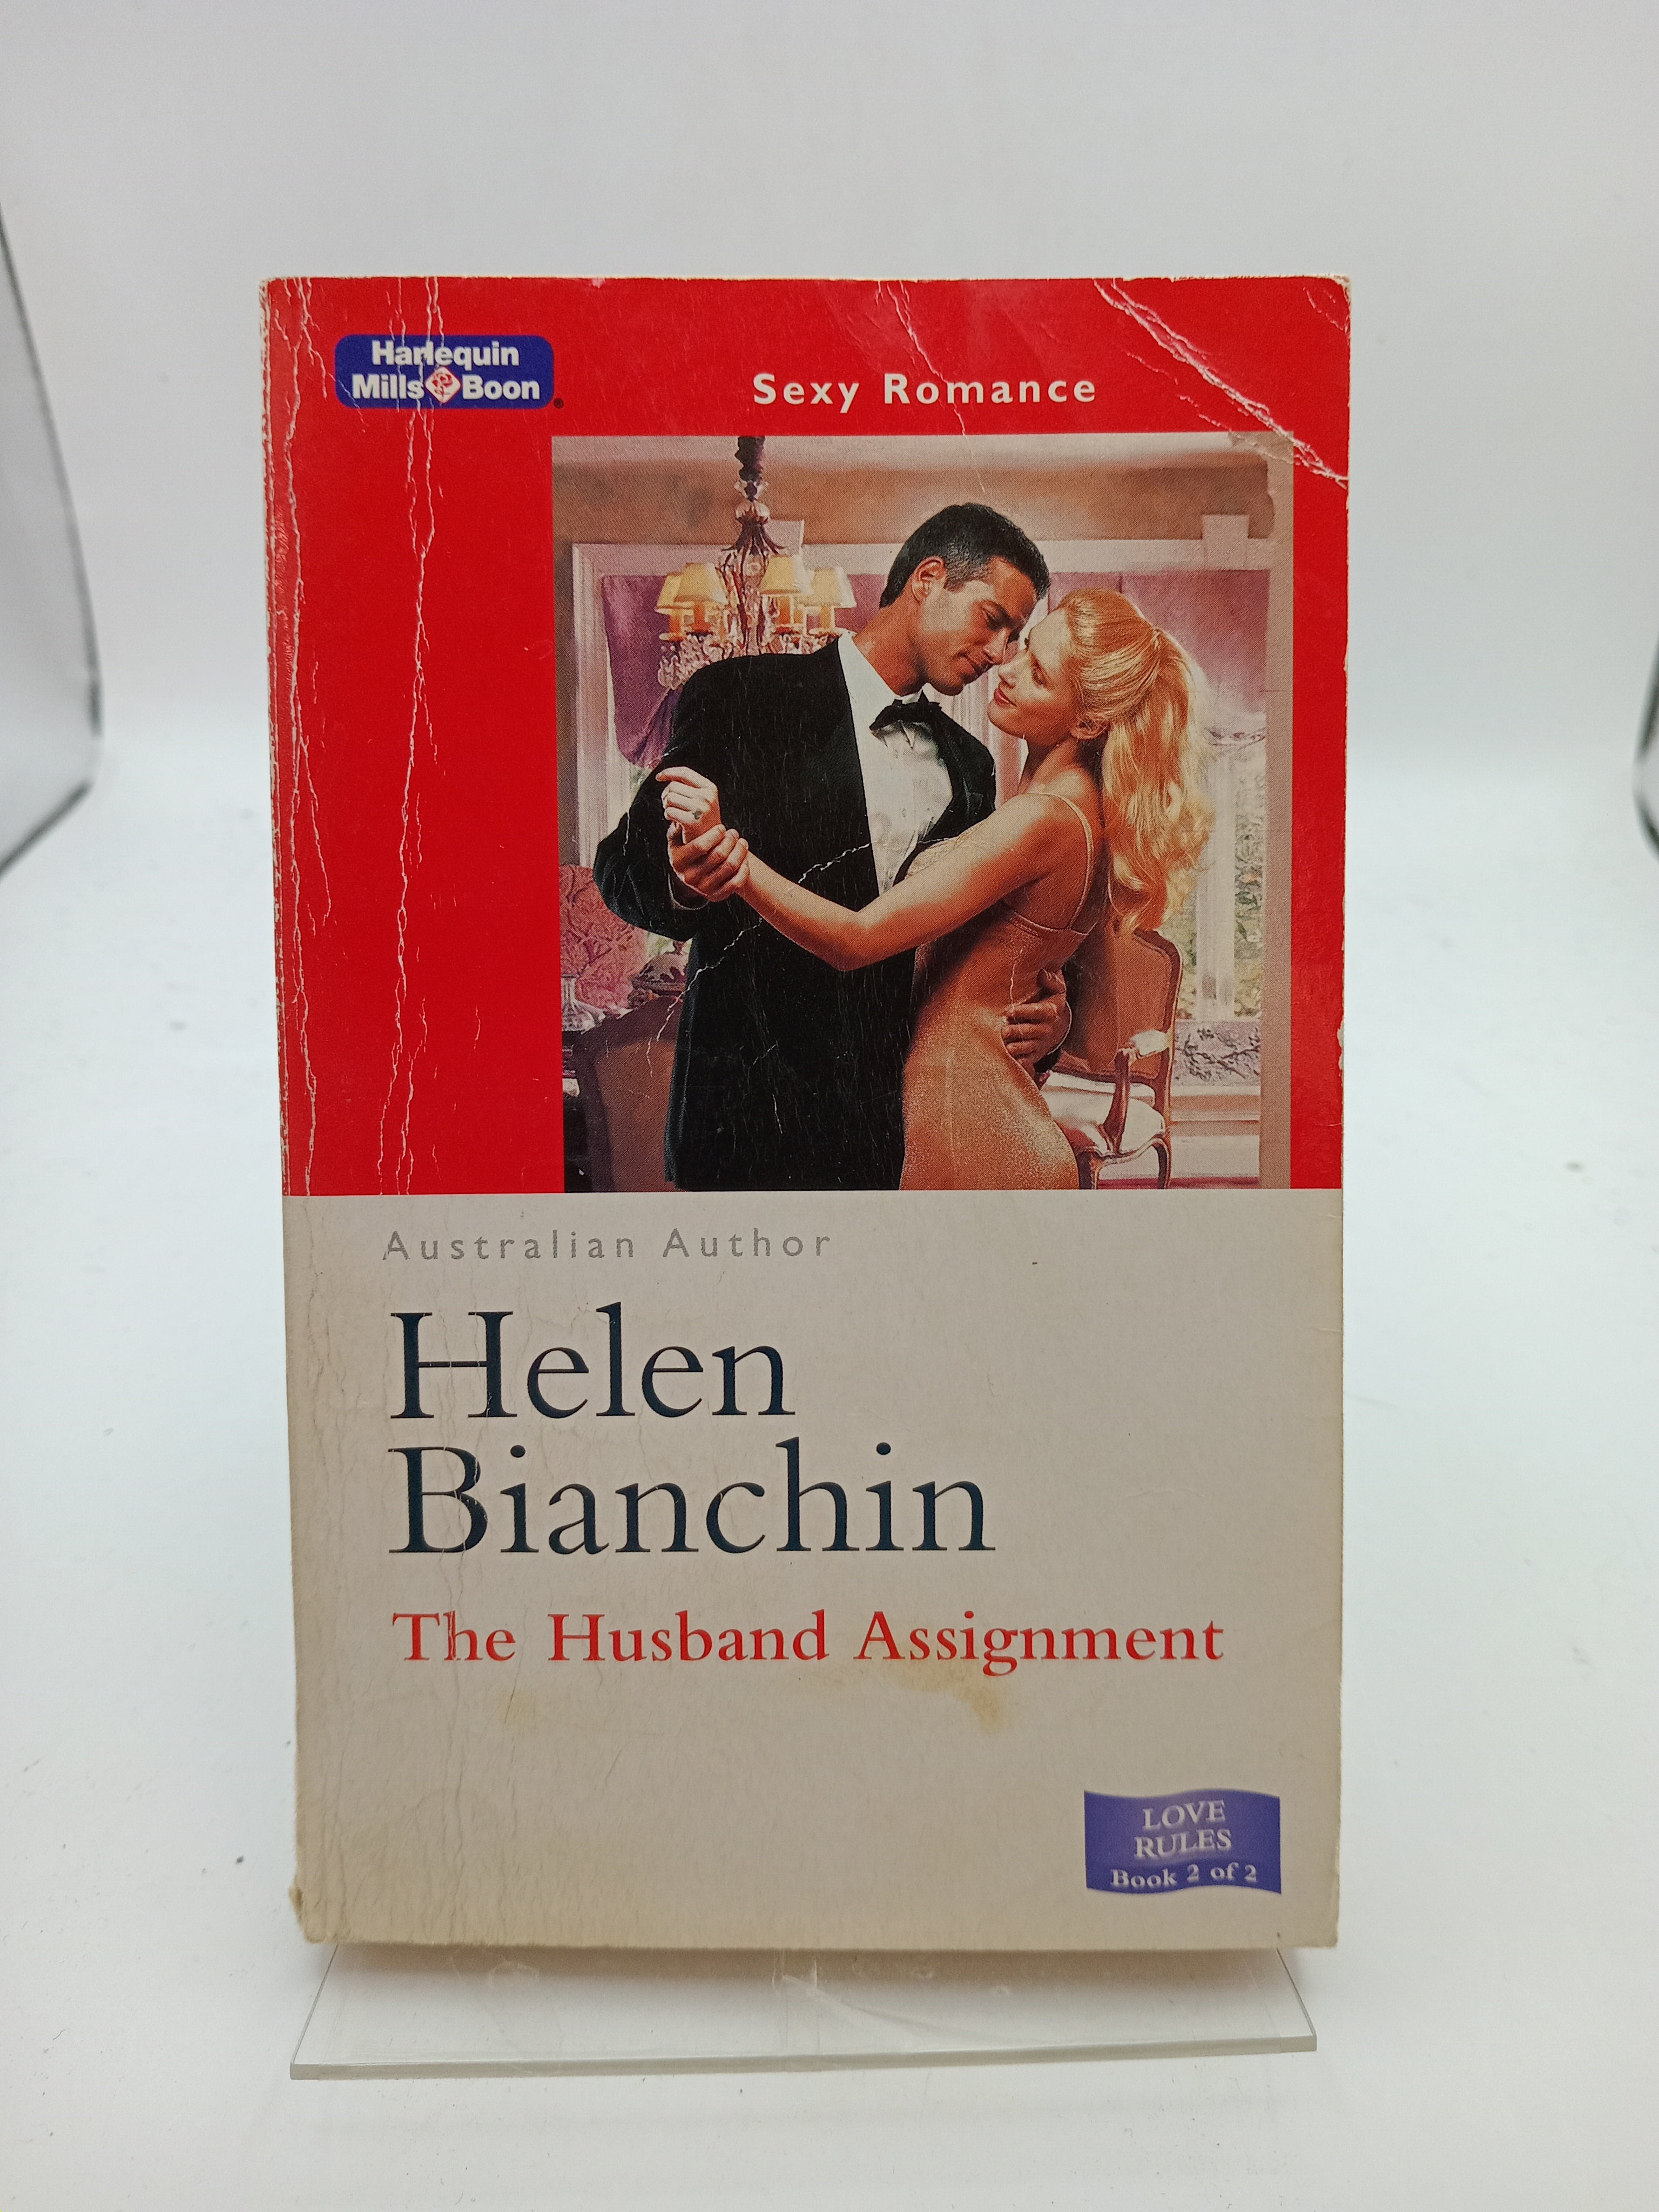 Harlequin
Mills Boon
Sexy Romance
Australian Author
Helen
Bianchin
The Husband Assignment
LOVE
RULES
Book 2 of 2